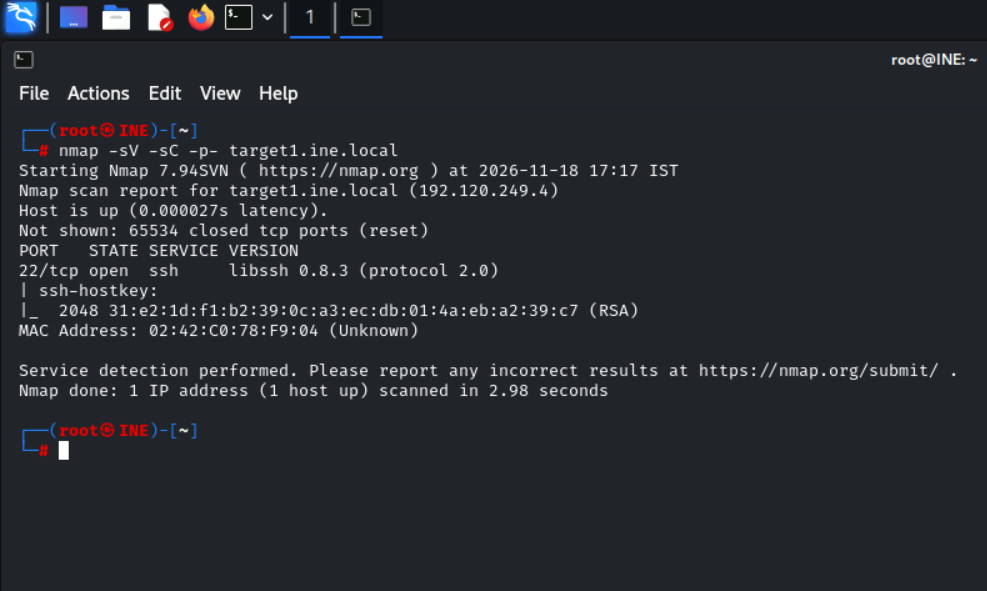 1
root@INE: ~
File Actions Edit View Help
┌──(root㉿INE)-[~]
└─# nmap -sV -sC -p- target1.ine.local
Starting Nmap 7.94SVN ( https://nmap.org ) at 2026-11-18 17:17 IST
Nmap scan report for target1.ine.local (192.120.249.4)
Host is up (0.000027s latency).
Not shown: 65534 closed tcp ports (reset)
PORT   STATE SERVICE VERSION
22/tcp open  ssh     libssh 0.8.3 (protocol 2.0)
| ssh-hostkey:
|_  2048 31:e2:1d:f1:b2:39:0c:a3:ec:db:01:4a:eb:a2:39:c7 (RSA)
MAC Address: 02:42:C0:78:F9:04 (Unknown)
Service detection performed. Please report any incorrect results at https://nmap.org/submit/ .
Nmap done: 1 IP address (1 host up) scanned in 2.98 seconds
┌──(root㉿INE)-[~]
└─#